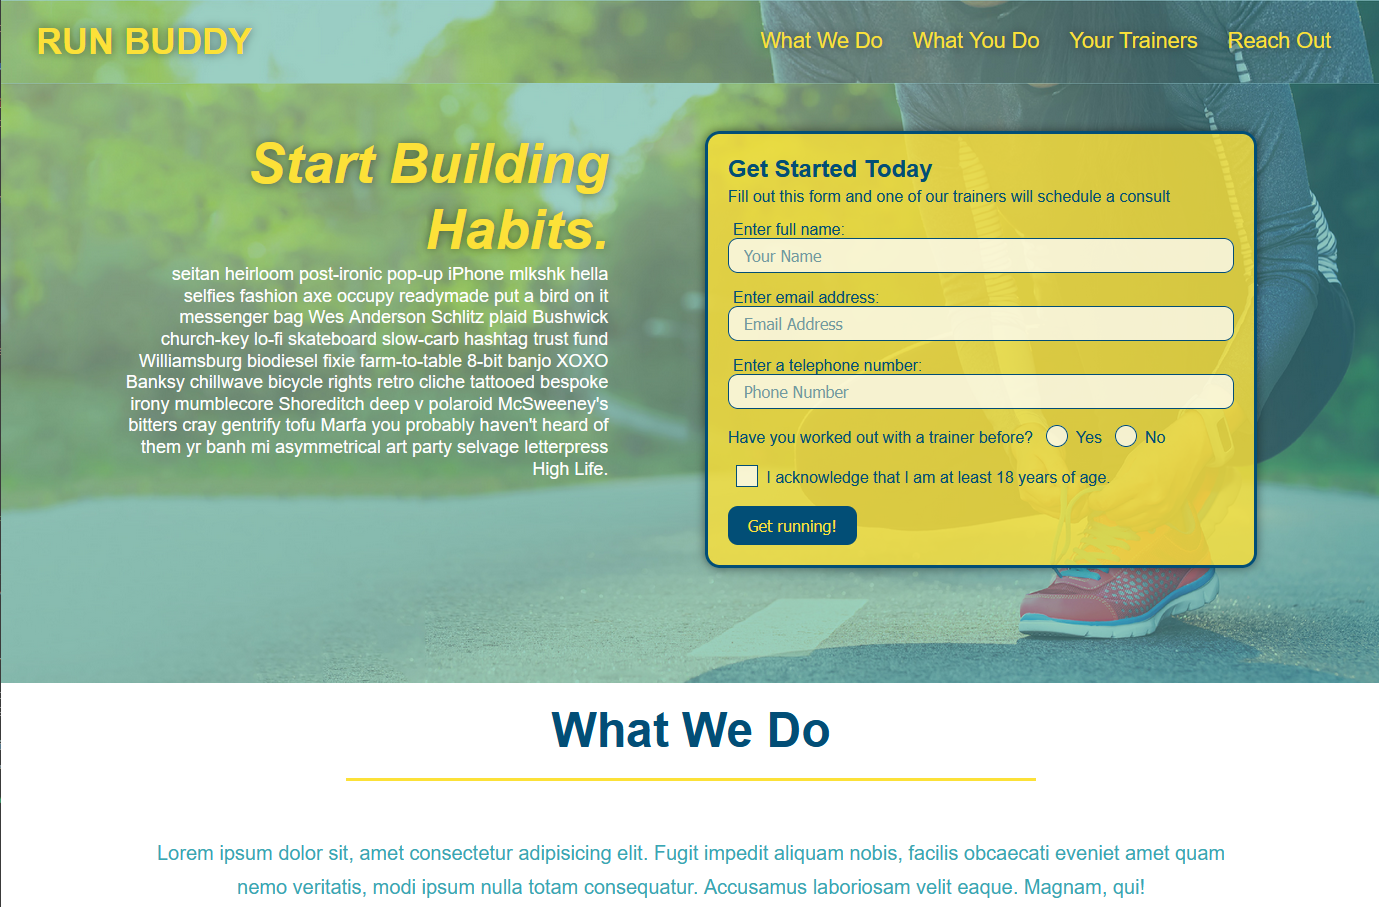 RUN BUDDY
What We Do What You Do Your Trainers Reach Out
Start Building
Habits.
seitan heirloom post-ironic pop-up iPhone mlkshk hella
selfies fashion axe occupy readymade put a bird on it
messenger bag Wes Anderson Schlitz plaid Bushwick
church-key lo-fi skateboard slow-carb hashtag trust fund
Williamsburg biodiesel fixie farm-to-table 8-bit banjo XOXO
Banksy chillwave bicycle rights retro cliche tattooed bespoke
irony mumblecore Shoreditch deep v polaroid McSweeney's
bitters cray gentrify tofu Marfa you probably haven't heard of
them yr banh mi asymmetrical art party selvage letterpress
High Life.
Get Started Today
Fill out this form and one of our trainers will schedule a consult
Enter full name:
Your Name
Enter email address:
Email Address
Enter a telephone number:
Phone Number
Have you worked out with a trainer before? Yes No
I acknowledge that I am at least 18 years of age.
Get running!
What We Do
Lorem ipsum dolor sit, amet consectetur adipisicing elit. Fugit impedit aliquam nobis, facilis obcaecati eveniet amet quam
nemo veritatis, modi ipsum nulla totam consequatur. Accusamus laboriosam velit eaque. Magnam, qui!